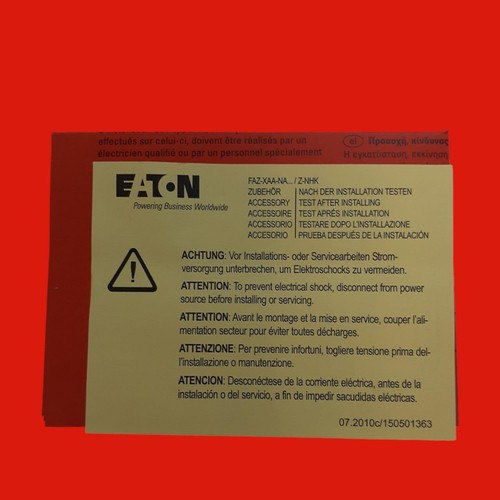 effectués sur celui-ci, doivent être réalisés par un
électricien qualifié ou par un personnel spécialement
el Προσοχή, κίνδυνος
Η εγκατάσταση, εκκίνηση
EATON
Powering Business Worldwide
FAZ-XAA-NA... / Z-NHK
ZUBEHÖR NACH DER INSTALLATION TESTEN
ACCESSORY TEST AFTER INSTALLING
ACCESSOIRE TEST APRÉS INSTALLATION
ACCESSORIO TESTARE DOPO L'INSTALLAZIONE
ACCESORIO PRUEBA DESPUÉS DE LA INSTALACIÓN
ACHTUNG: Vor Installations- oder Servicearbeiten Strom-
versorgung unterbrechen, um Elektroschocks zu vermeiden.
ATTENTION: To prevent electrical shock, disconnect from power
source before installing or servicing.
ATTENTION: Avant le montage et la mise en service, couper l'ali-
mentation secteur pour éviter toutes décharges.
ATTENZIONE: Per prevenire infortuni, togliere tensione prima del-
l'installazione o manutenzione.
ATENCION: Desconéctese de la corriente eléctrica, antes de la
instalación o del servicio, a fin de impedir sacudidas eléctricas.
07.2010c/150501363